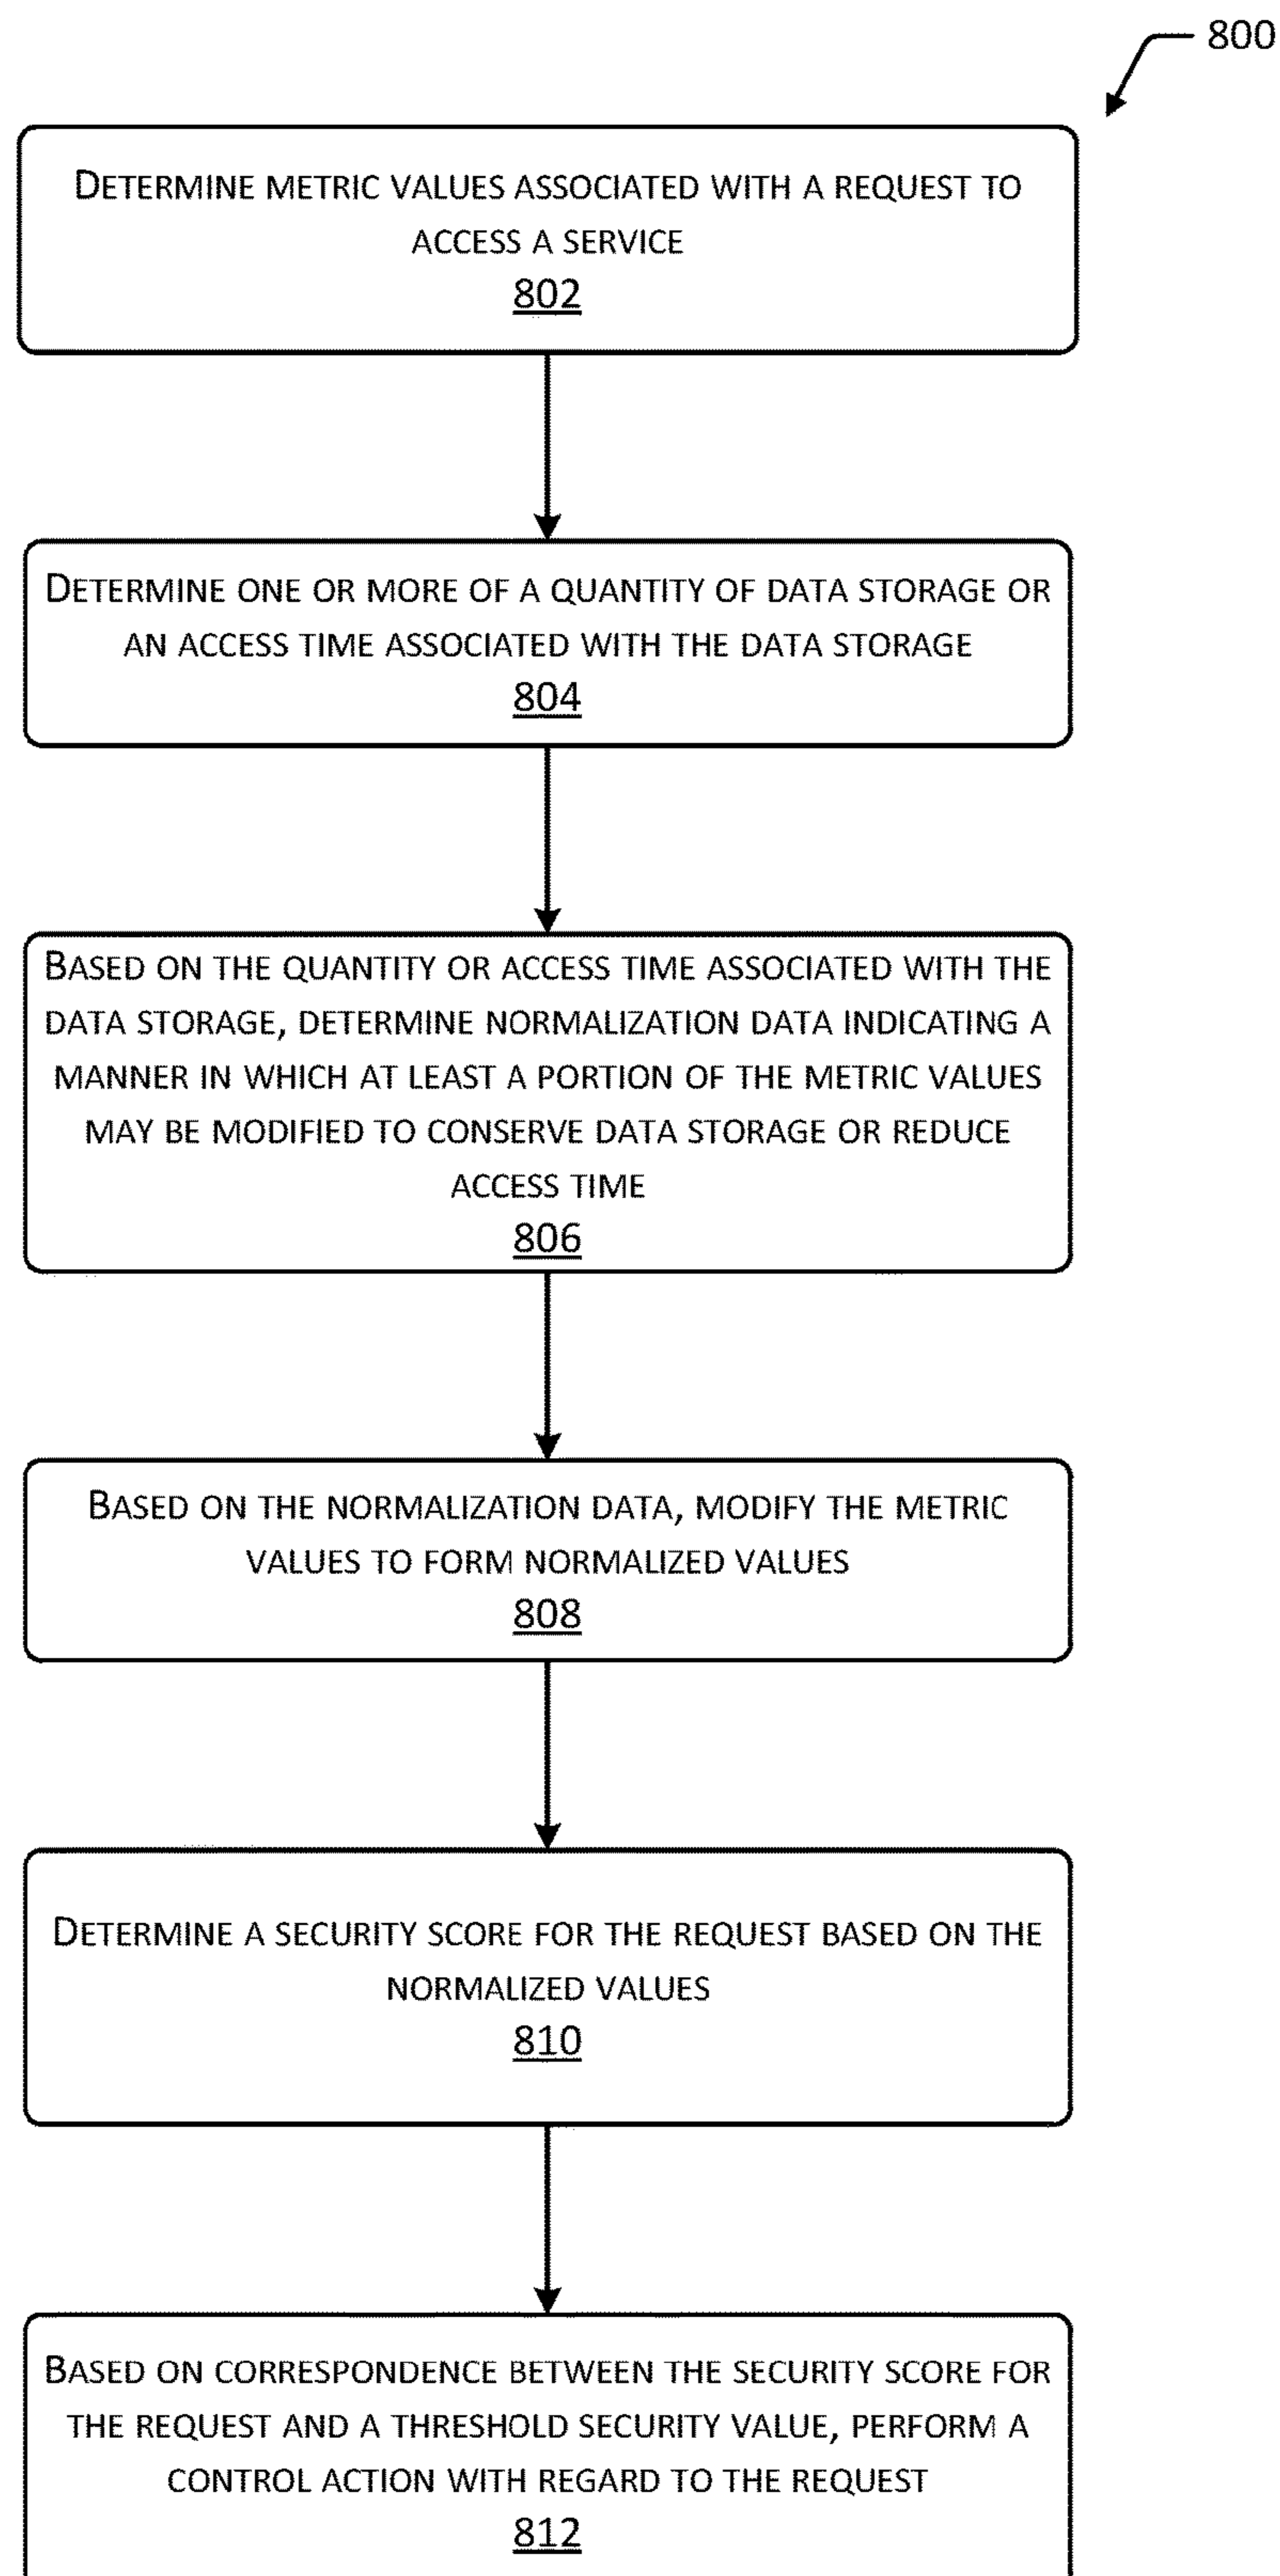 800
DETERMINE METRIC VALUES ASSOCIATED WITH A REQUEST TO
ACCESS A SERVICE
802
DETERMINE ONE OR MORE OF A QUANTITY OF DATA STORAGE OR
AN ACCESS TIME ASSOCIATED WITH THE DATA STORAGE
804
BASED ON THE QUANTITY OR ACCESS TIME ASSOCIATED WITH THE
DATA STORAGE, DETERMINE NORMALIZATION DATA INDICATING A
MANNER IN WHICH AT LEAST A PORTION OF THE METRIC VALUES
MAY BE MODIFIED TO CONSERVE DATA STORAGE OR REDUCE
ACCESS TIME
806
BASED ON THE NORMALIZATION DATA, MODIFY THE METRIC
VALUES TO FORM NORMALIZED VALUES
808
DETERMINE A SECURITY SCORE FOR THE REQUEST BASED ON THE
NORMALIZED VALUES
810
BASED ON CORRESPONDENCE BETWEEN THE SECURITY SCORE FOR
THE REQUEST AND A THRESHOLD SECURITY VALUE, PERFORM A
CONTROL ACTION WITH REGARD TO THE REQUEST
812